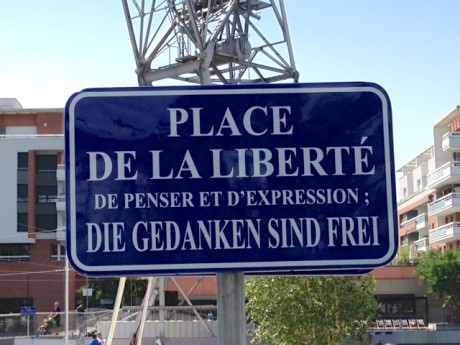 PLACE
DE LA LIBERTÉ
DE PENSER ET D'EXPRESSION ;
DIE GEDANKEN SIND FREI